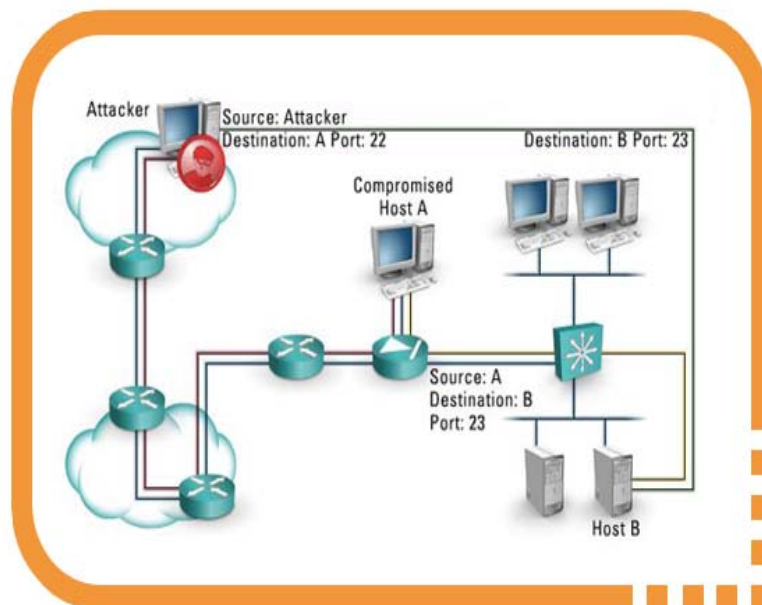 Attacker
Source: Attacker
Destination: A Port: 22
Destination: B Port: 23
Compromised
Host A
Source: A
Destination: B
Port: 23
Host B